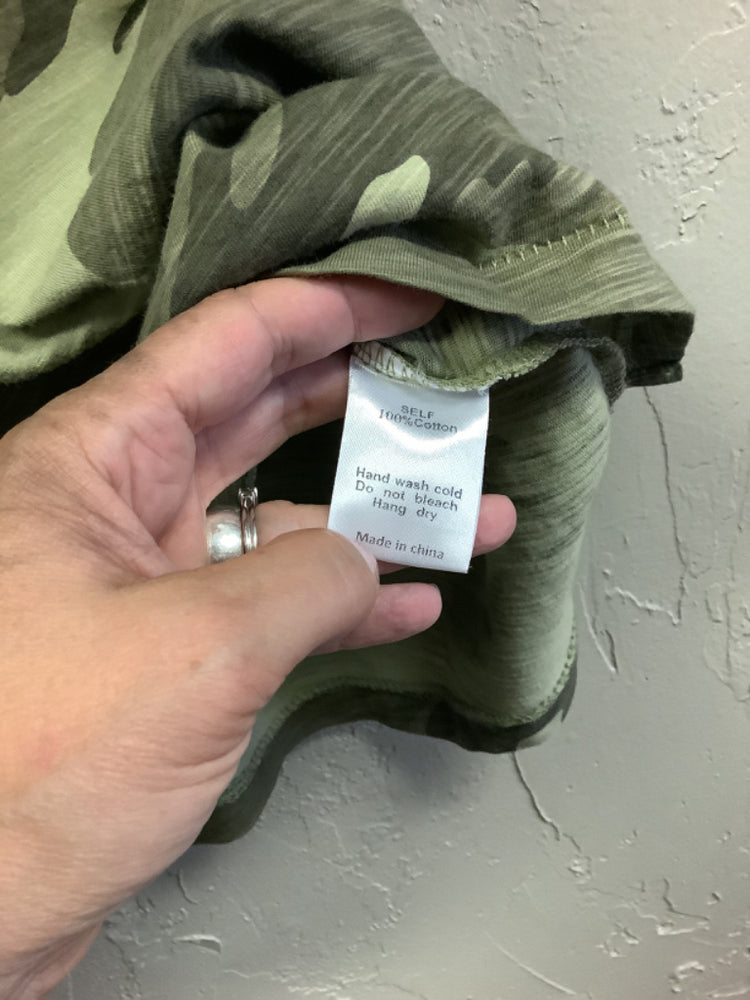 SELF
100%Cotton
Hand wash cold
Do not bleach
Hang dry
Made in china